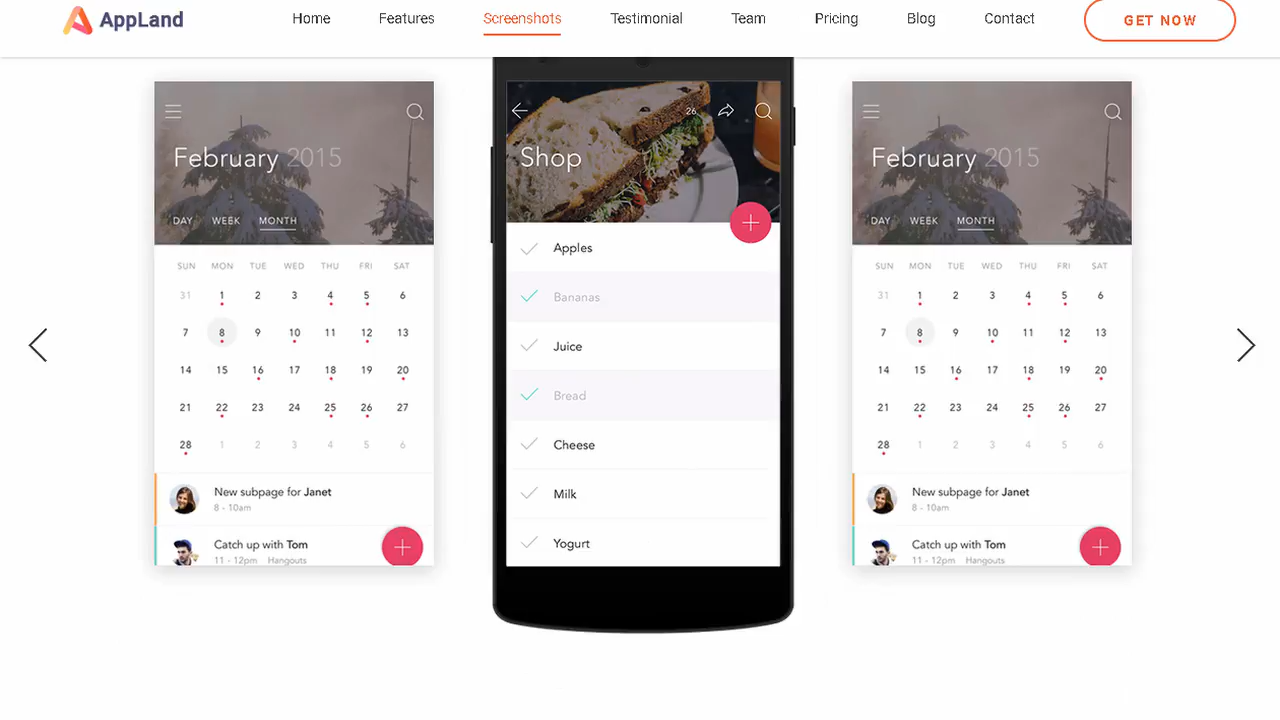 AppLand Home Features Screenshots Testimonial Team Pricing Blog Contact GET NOW
February 2015
DAY WEEK MONTH
SUN MON TUE WED THU FRI SAT
31 1 2 3 4 5 6
7 8 9 10 11 12 13
14 15 16 17 18 19 20
21 22 23 24 25 26 27
28 1 2 3 4 5 6
New subpage for Janet
8 - 10am
Catch up with Tom
11 - 12pm Hangouts
26
Shop
Apples
Bananas
Juice
Bread
Cheese
Milk
Yogurt
February 2015
DAY WEEK MONTH
SUN MON TUE WED THU FRI SAT
31 1 2 3 4 5 6
7 8 9 10 11 12 13
14 15 16 17 18 19 20
21 22 23 24 25 26 27
28 1 2 3 4 5 6
New subpage for Janet
8 - 10am
Catch up with Tom
11 - 12pm Hangouts